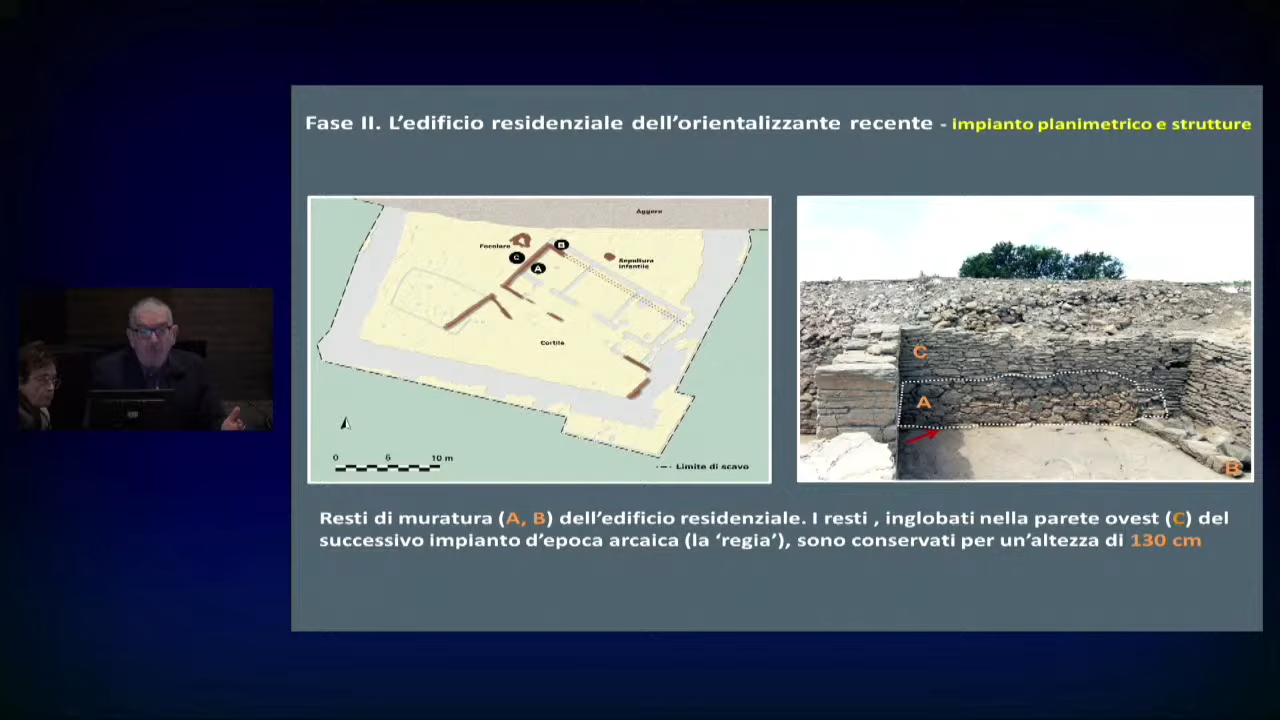 Fase II. L’edificio residenziale dell’orientalizzante recente - impianto planimetrico e strutture
Aggere
Focolare
B
C
A
Sepoltura
infantile
Cortile
0 6 10 m
Limite di scavo
C
A
B
Resti di muratura (A, B) dell’edificio residenziale. I resti , inglobati nella parete ovest (C) del
successivo impianto d’epoca arcaica (la ‘regia’), sono conservati per un’altezza di 130 cm